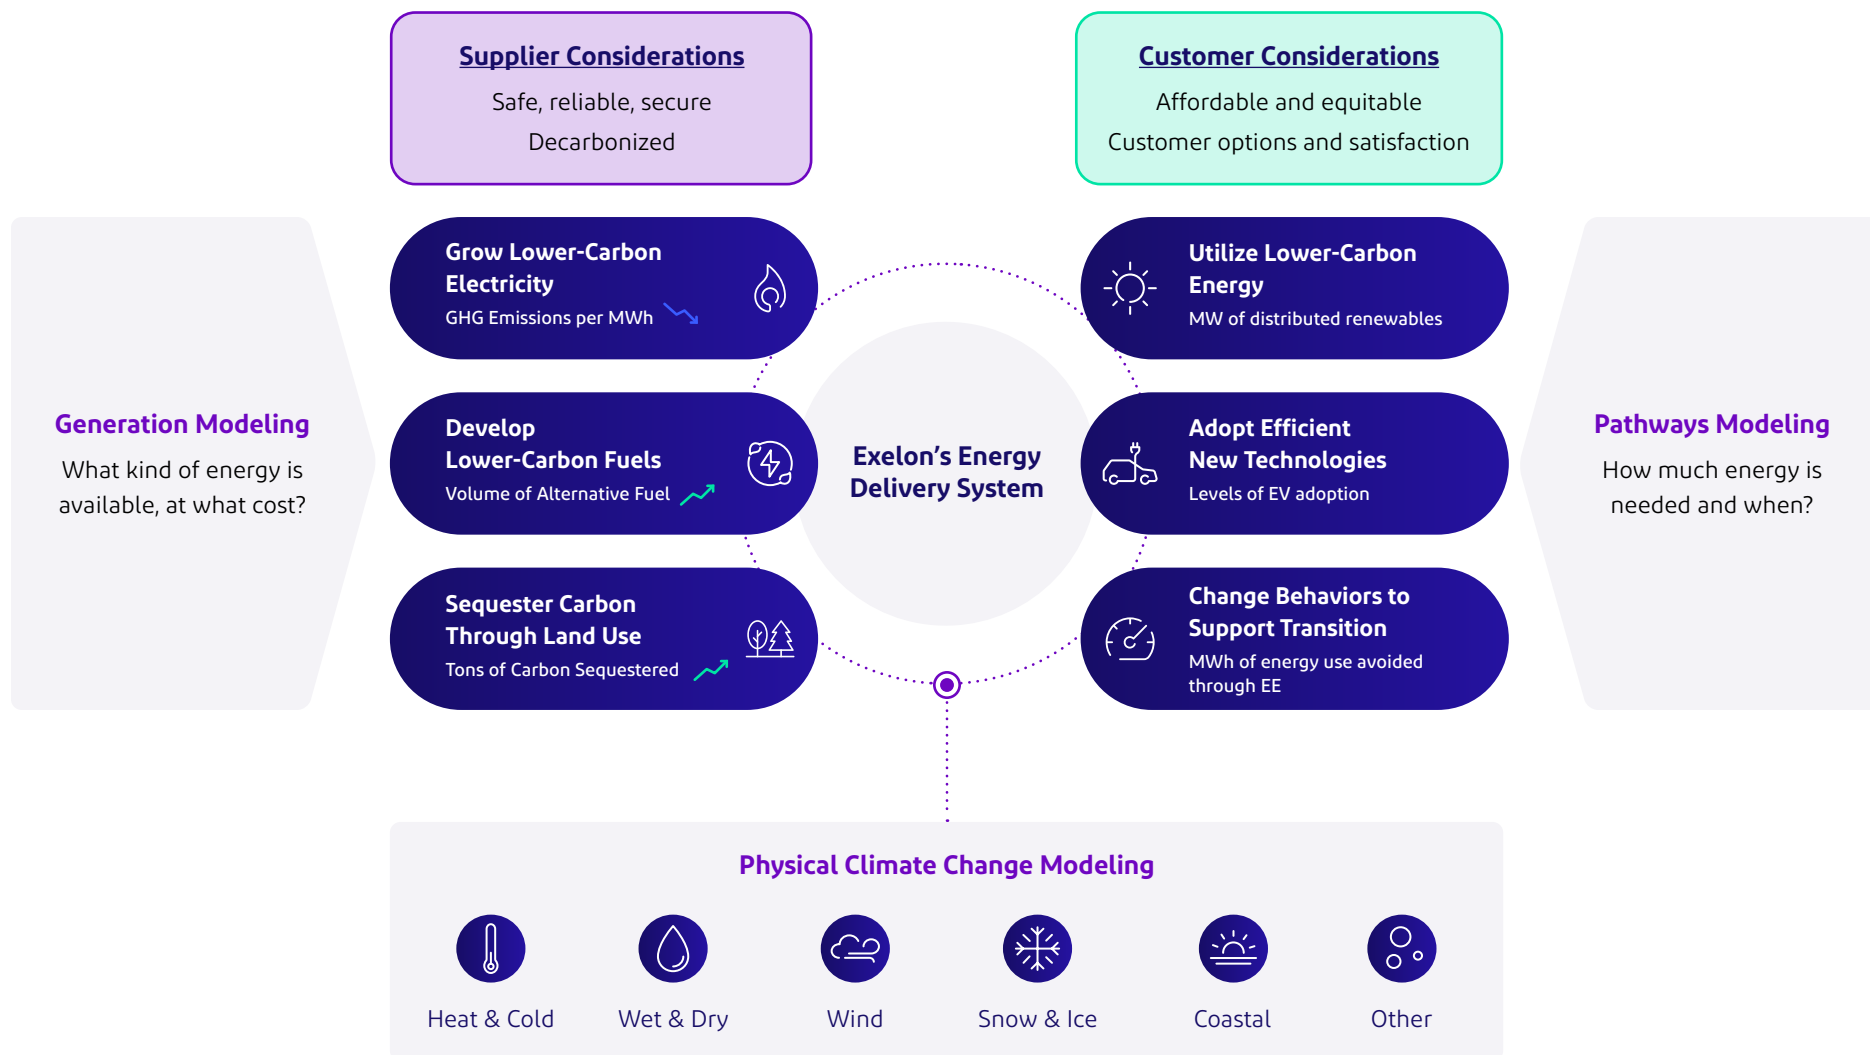 Supplier Considerations
Safe, reliable, secure
Decarbonized
Customer Considerations
Affordable and equitable
Customer options and satisfaction
Generation Modeling
What kind of energy is
available, at what cost?
Grow Lower-Carbon
Electricity
GHG Emissions per MWh
Develop
Lower-Carbon Fuels
Volume of Alternative Fuel
Sequester Carbon
Through Land Use
Tons of Carbon Sequestered
Exelon’s Energy
Delivery System
Utilize Lower-Carbon
Energy
MW of distributed renewables
Adopt Efficient
New Technologies
Levels of EV adoption
Change Behaviors to
Support Transition
MWh of energy use avoided
through EE
Pathways Modeling
How much energy is
needed and when?
Physical Climate Change Modeling
Heat & Cold
Wet & Dry
Wind
Snow & Ice
Coastal
Other